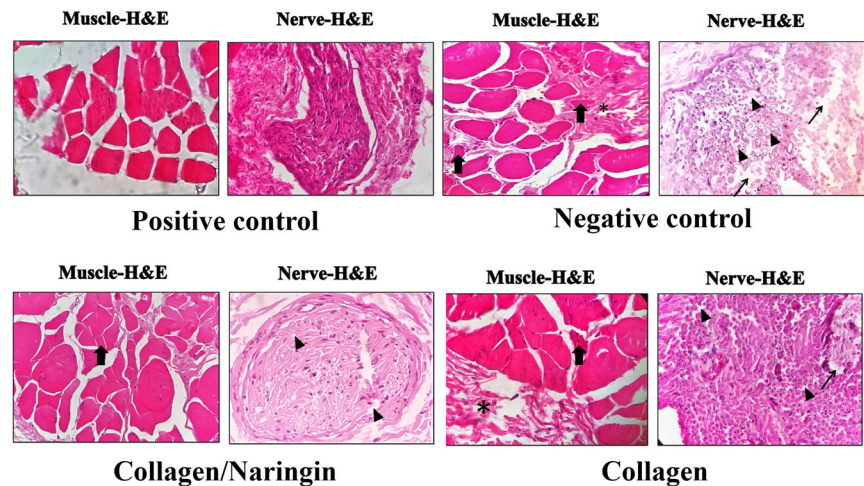 Muscle-H&E Nerve-H&E Muscle-H&E Nerve-H&E
Positive control Negative control
Muscle-H&E Nerve-H&E Muscle-H&E Nerve-H&E
Collagen/Naringin Collagen